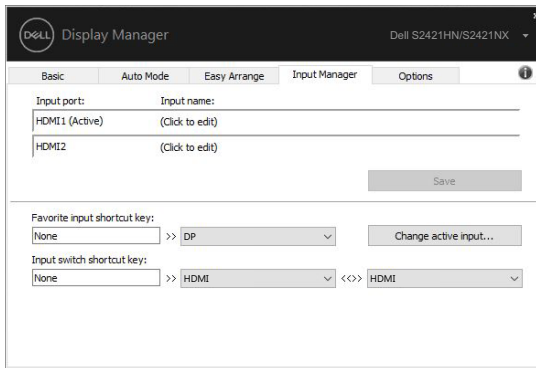 DELL Display Manager Dell S2421HN/S2421NX
Basic Auto Mode Easy Arrange Input Manager Options
Input port: Input name:
HDMI1 (Active) (Click to edit)
HDMI2 (Click to edit)
Save
Favorite input shortcut key:
None >> DP Change active input...
Input switch shortcut key:
None >> HDMI <<>> HDMI